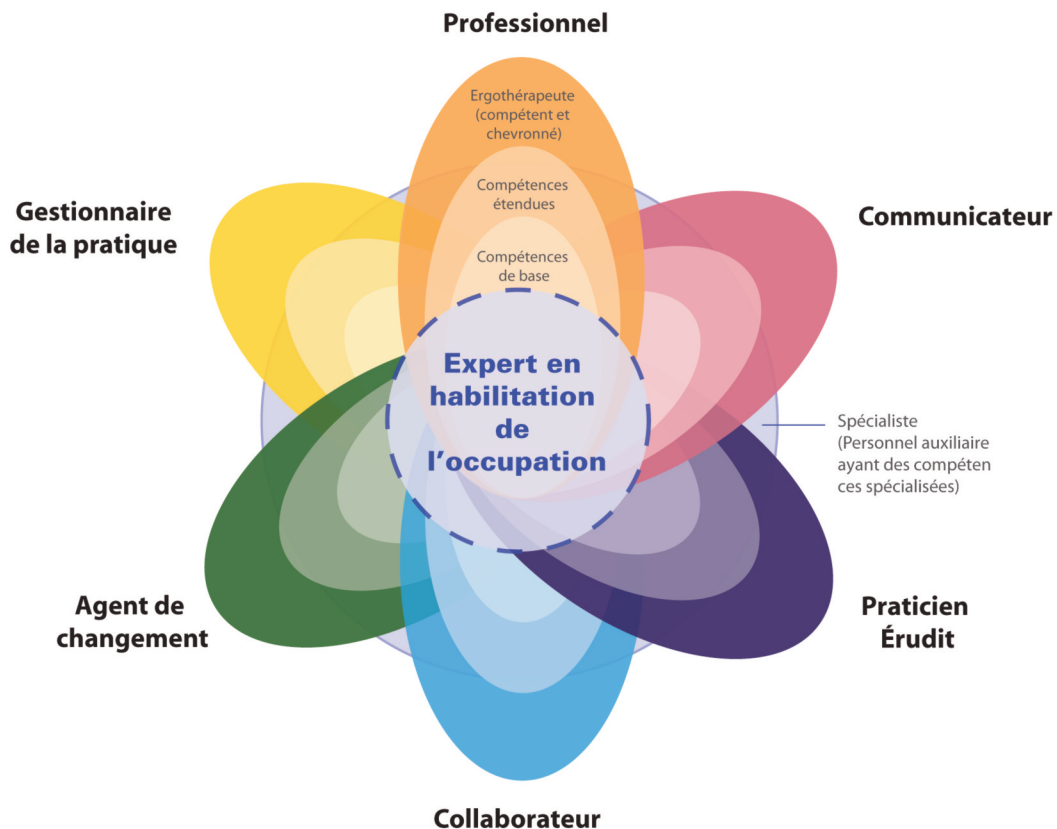 Professionnel
Ergothérapeute
(compétent et
chevronné)
Compétences
étendues
Compétences
de base
Gestionnaire
de la pratique
Communicateur
Expert en
habilitation
de
l'occupation
Spécialiste
(Personnel auxiliaire
ayant des compéten
ces spécialisées)
Agent de
changement
Praticien
Érudit
Collaborateur